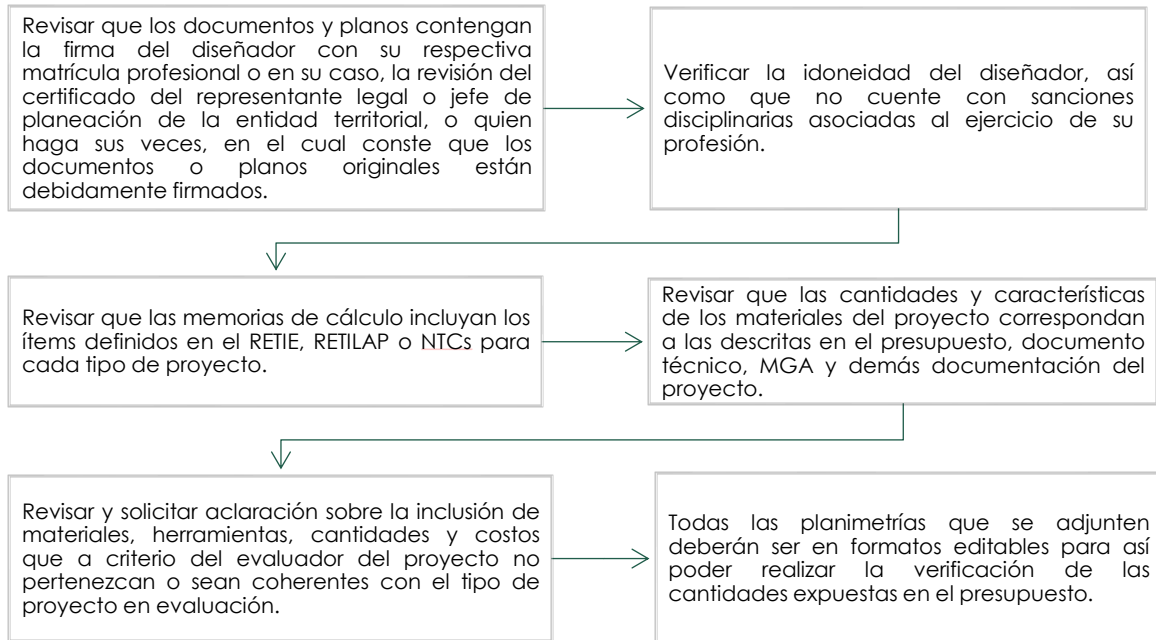 Revisar que los documentos y planos contengan
la firma del diseñador con su respectiva
matrícula profesional o en su caso, la revisión del
certificado del representante legal o jefe de
planeación de la entidad territorial, o quien
haga sus veces, en el cual conste que los
documentos o planos originales están
debidamente firmados.
Verificar la idoneidad del diseñador, así
como que no cuente con sanciones
disciplinarias asociadas al ejercicio de su
profesión.
Revisar que las memorias de cálculo incluyan los
ítems definidos en el RETIE, RETILAP o NTCs para
cada tipo de proyecto.
Revisar que las cantidades y características
de los materiales del proyecto correspondan
a las descritas en el presupuesto, documento
técnico, MGA y demás documentación del
proyecto.
Revisar y solicitar aclaración sobre la inclusión de
materiales, herramientas, cantidades y costos
que a criterio del evaluador del proyecto no
pertenezcan o sean coherentes con el tipo de
proyecto en evaluación.
Todas las planimetrías que se adjunten
deberán ser en formatos editables para así
poder realizar la verificación de las
cantidades expuestas en el presupuesto.